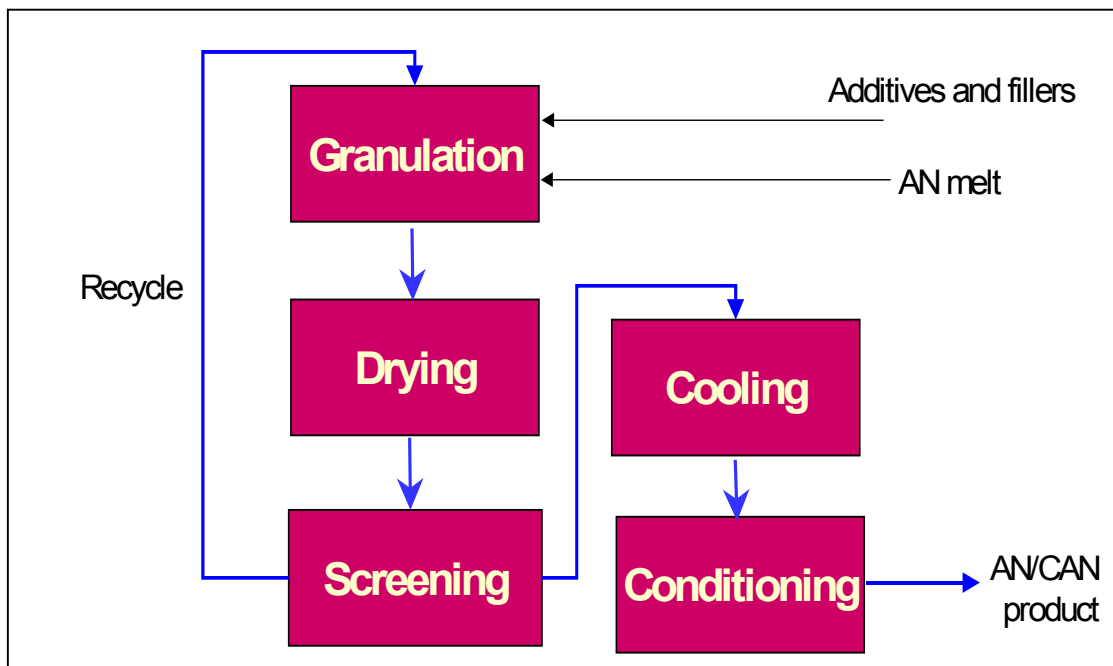 Additives and fillers
Granulation
AN melt
Recycle
Drying
Cooling
Screening
Conditioning
AN/CAN
product